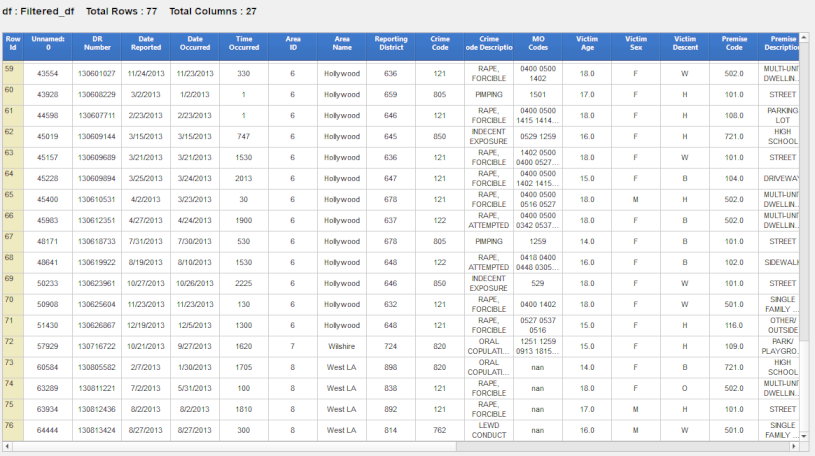 df : Filtered_df Total Rows : 77 Total Columns : 27
Row Id Unnamed: 0 DR Number Date Reported Date Occurred Time Occurred Area ID Area Name Reporting District Crime Code Crime ode Descriptio MO Codes Victim Age Victim Sex Victim Descent Premise Code Premise Description
59 43554 130601027 11/24/2013 11/23/2013 330 6 Hollywood 636 121 RAPE, FORCIBLE 0400 0500 1402 18.0 F W 502.0 MULTI-UNIT DWELLIN...
60 43928 130608229 3/2/2013 1/2/2013 1 6 Hollywood 659 805 PIMPING 1501 17.0 F H 101.0 STREET
61 44598 130607711 2/23/2013 2/23/2013 1 6 Hollywood 646 121 RAPE, FORCIBLE 0400 0500 1415 1414... 18.0 F H 108.0 PARKING LOT
62 45019 130609144 3/15/2013 3/15/2013 747 6 Hollywood 645 850 INDECENT EXPOSURE 0529 1259 16.0 F H 721.0 HIGH SCHOOL
63 45157 130609689 3/21/2013 3/21/2013 1530 6 Hollywood 636 121 RAPE, FORCIBLE 1402 0500 0400 0527... 18.0 F W 101.0 STREET
64 45228 130609894 3/25/2013 3/24/2013 2013 6 Hollywood 647 121 RAPE, FORCIBLE 0400 0500 1402 1415... 15.0 F B 104.0 DRIVEWAY
65 45400 130610531 4/2/2013 3/23/2013 30 6 Hollywood 678 121 RAPE, FORCIBLE 0400 0500 0516 0527 18.0 M H 502.0 MULTI-UNIT DWELLIN...
66 45983 130612351 4/27/2013 4/24/2013 1900 6 Hollywood 637 122 RAPE, ATTEMPTED 0400 0500 0342 0537... 18.0 F B 502.0 MULTI-UNIT DWELLIN...
67 48171 130618733 7/31/2013 7/30/2013 530 6 Hollywood 678 805 PIMPING 1259 14.0 F B 101.0 STREET
68 48641 130619922 8/19/2013 8/10/2013 1530 6 Hollywood 648 122 RAPE, ATTEMPTED 0418 0400 0448 0305... 16.0 F B 102.0 SIDEWALK
69 50233 130623961 10/27/2013 10/26/2013 2225 6 Hollywood 646 850 INDECENT EXPOSURE 529 18.0 F W 101.0 STREET
70 50908 130625604 11/23/2013 11/23/2013 130 6 Hollywood 632 121 RAPE, FORCIBLE 0400 1402 18.0 F W 501.0 SINGLE FAMILY ...
71 51430 130626867 12/19/2013 12/5/2013 1300 6 Hollywood 648 121 RAPE, FORCIBLE 0527 0537 0516 15.0 F H 116.0 OTHER/ OUTSIDE
72 57929 130716722 10/21/2013 9/27/2013 1620 7 Wilshire 724 820 ORAL COPULATI... 1251 1259 0913 1815... 15.0 F H 109.0 PARK/ PLAYGRO...
73 60584 130805582 2/7/2013 1/30/2013 1705 8 West LA 898 820 ORAL COPULATI... nan 14.0 F B 721.0 HIGH SCHOOL
74 63289 130811221 7/2/2013 5/31/2013 100 8 West LA 838 121 RAPE, FORCIBLE nan 18.0 F O 502.0 MULTI-UNIT DWELLIN...
75 63934 130812436 8/2/2013 8/2/2013 1810 8 West LA 892 121 RAPE, FORCIBLE nan 17.0 M H 101.0 STREET
76 64444 130813424 8/27/2013 8/27/2013 300 8 West LA 814 762 LEWD CONDUCT nan 16.0 M W 501.0 SINGLE FAMILY ...